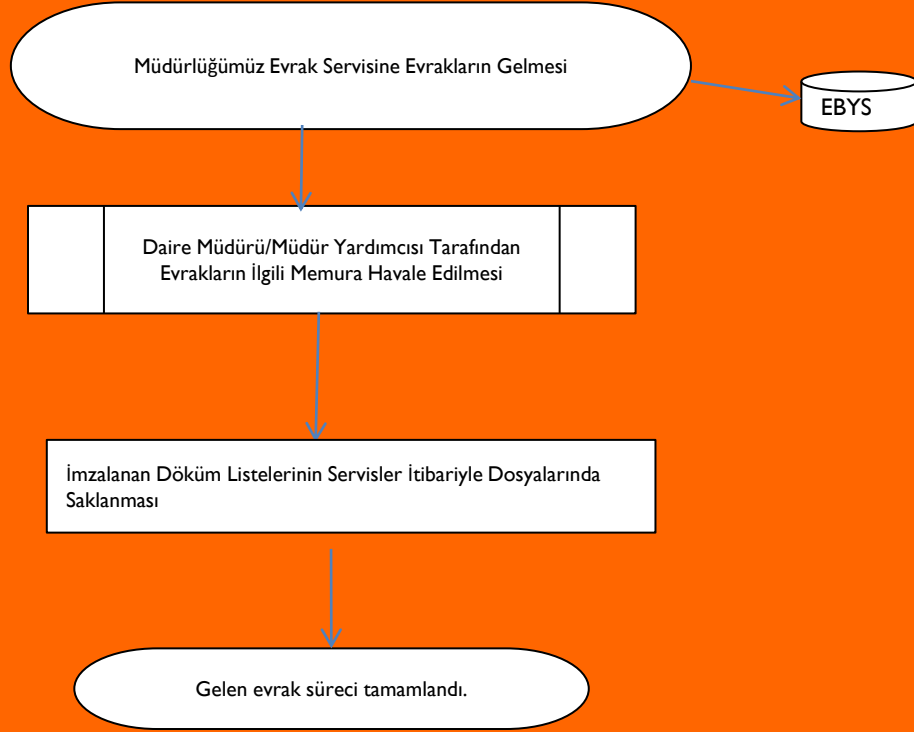 Müdürlüğümüz Evrak Servisine Evrakların Gelmesi
EBYS
Daire Müdürü/Müdür Yardımcısı Tarafından
Evrakların İlgili Memura Havale Edilmesi
İmzalanan Döküm Listelerinin Servisler İtibariyle Dosyalarında
Saklanması
Gelen evrak süreci tamamlandı.